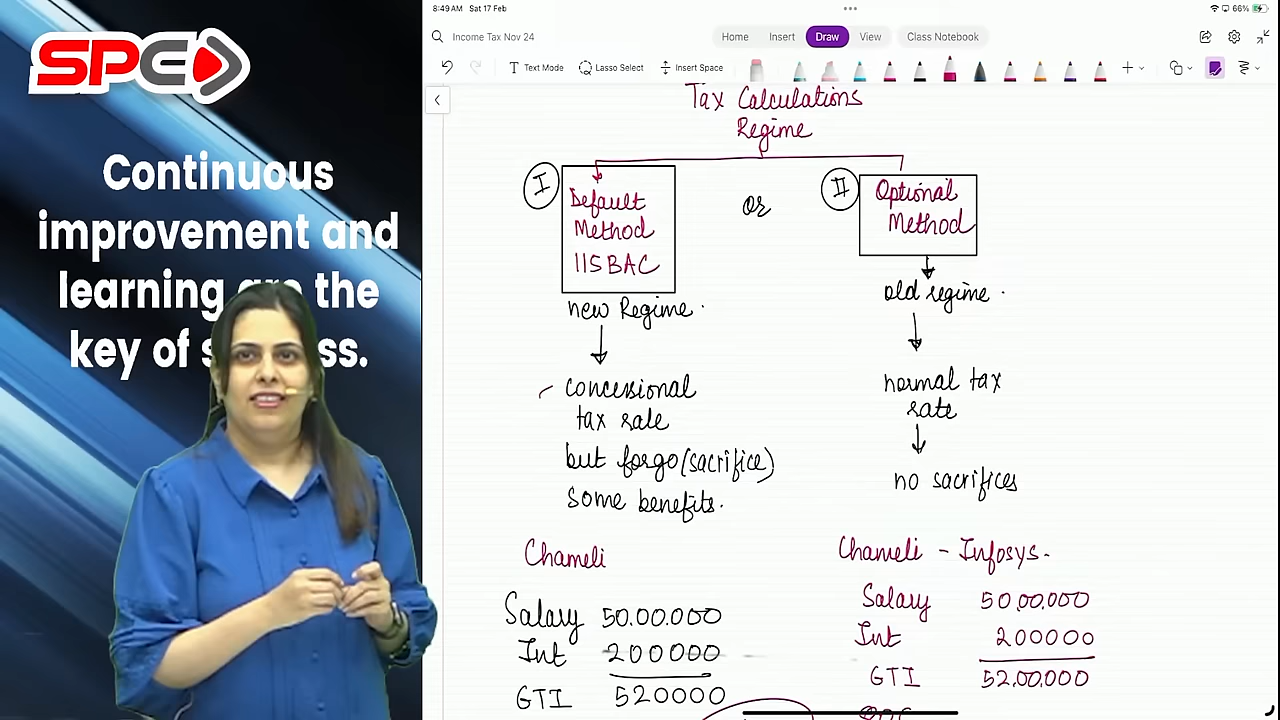 SPC
Continuous
improvement and
learning are the
key of s ss.
8:49 AM Sat 17 Feb
66%
Income Tax Nov 24
Home Insert Draw View Class Notebook
Text Mode Lasso Select Insert Space
Tax Calculations
Regime
I
Default
Method
115BAC
or
II
Optional
Method
new Regime.
old regime.
concessional
tax rate
but forgo (sacrifice)
some benefits.
normal tax
rate
no sacrifices
Chameli
Salary 50,00,000
Int 200000
GTI 520000
Chameli - Infosys.
Salary 50,00,000
Int 200000
GTI 52,00,000